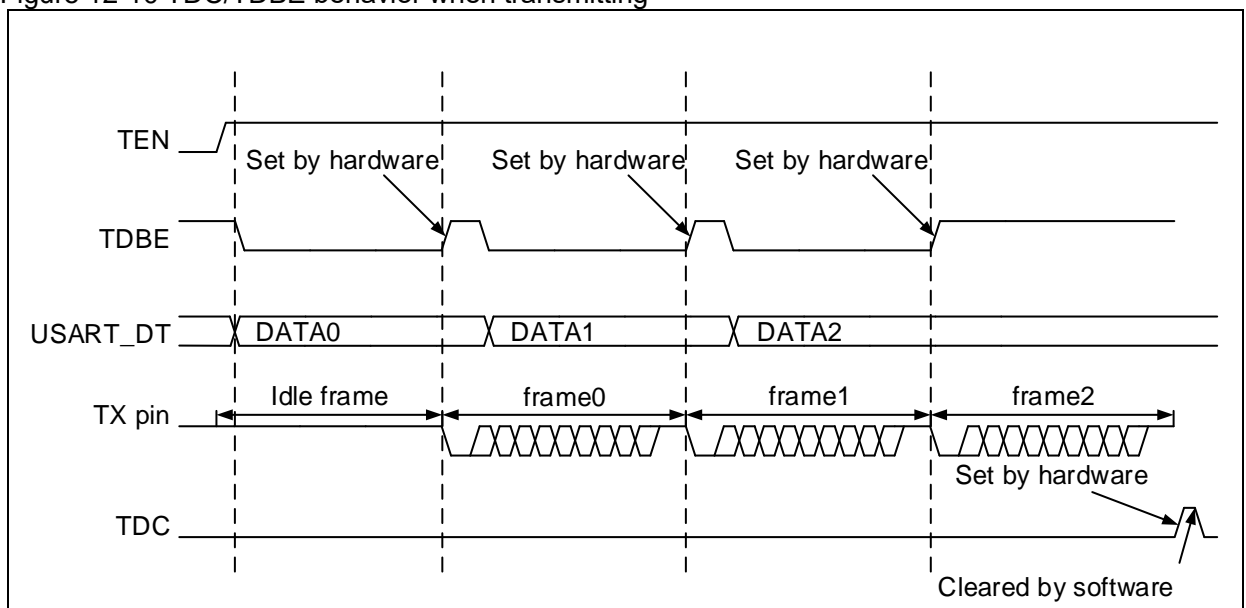 Figure 12-10 TDC/TDBE behavior when transmitting
TEN
Set by hardware
Set by hardware
Set by hardware
TDBE
USART_DT
DATA0
DATA1
DATA2
TX pin
Idle frame
frame0
frame1
frame2
Set by hardware
TDC
Cleared by software